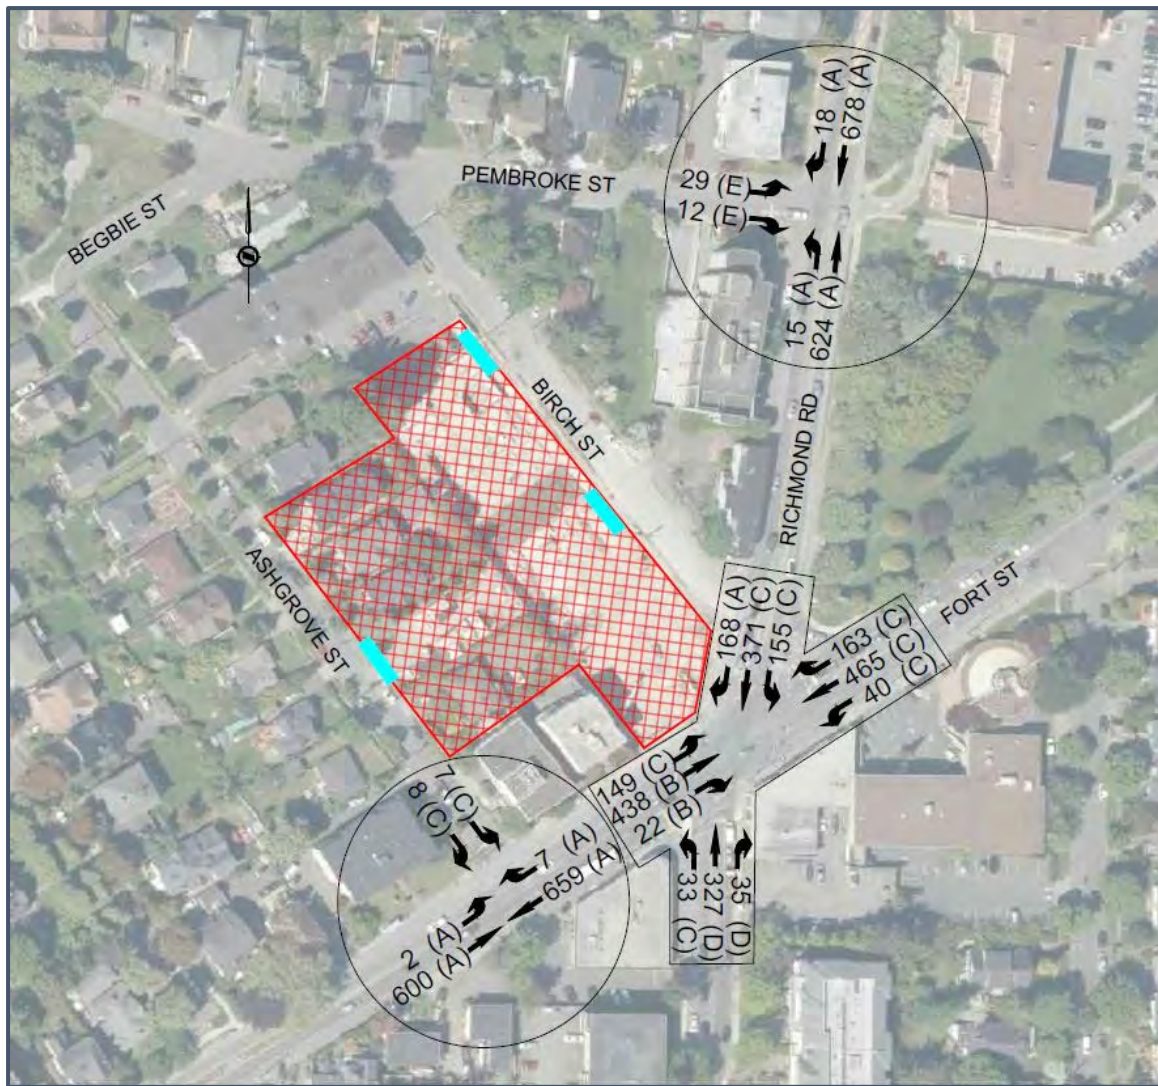 18 (A)
678 (A)
29 (E)
12 (E)
15 (A)
624 (A)
PEMBROKE ST
BEGBIE ST
BIRCH ST
RICHMOND RD
ASHGROVE ST
FORT ST
168 (A)
371 (C)
155 (C)
163 (C)
465 (C)
40 (C)
149 (C)
438 (B)
22 (B)
33 (C)
327 (D)
35 (D)
7 (C)
8 (C)
7 (A)
659 (A)
2 (A)
600 (A)